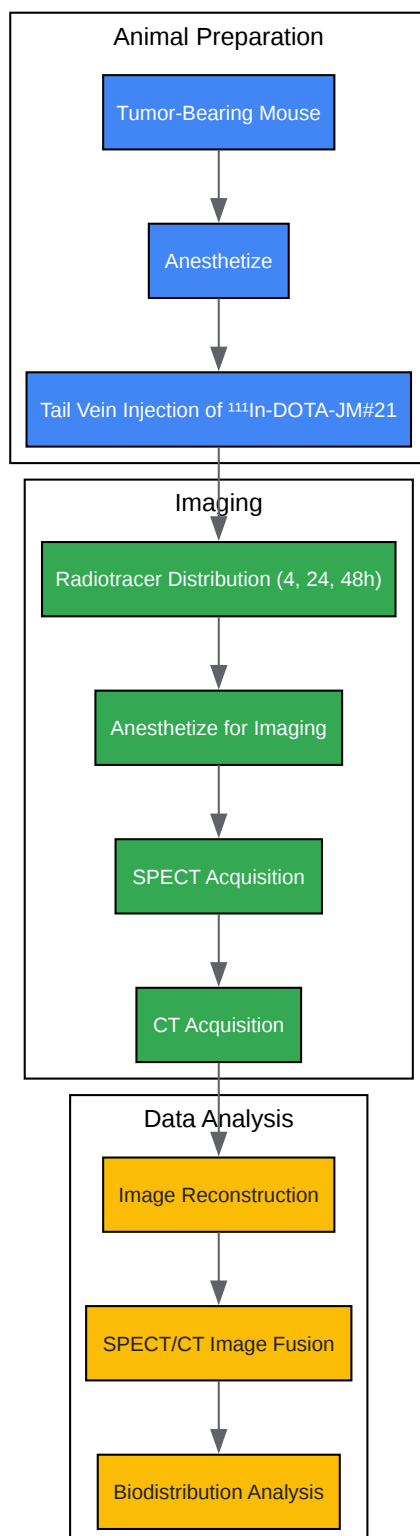 Animal Preparation
Tumor-Bearing Mouse
Anesthetize
Tail Vein Injection of ¹¹¹In-DOTA-JM#21
Imaging
Radiotracer Distribution (4, 24, 48h)
Anesthetize for Imaging
SPECT Acquisition
CT Acquisition
Data Analysis
Image Reconstruction
SPECT/CT Image Fusion
Biodistribution Analysis